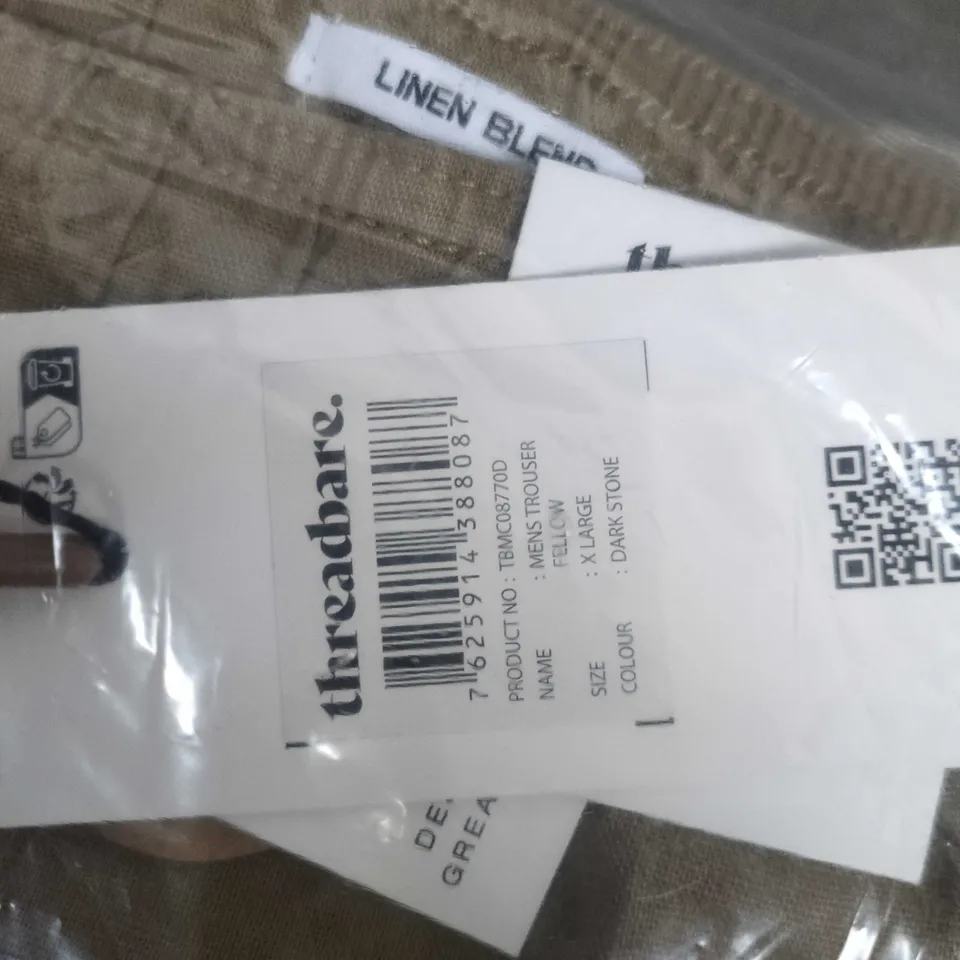 LINEN BLEND
th
threadbare.
7 625914 388087
PRODUCT NO : TBMC08770D
NAME : MENS TROUSER
FELLOW
SIZE : X LARGE
COLOUR : DARK STONE
DE
GREA